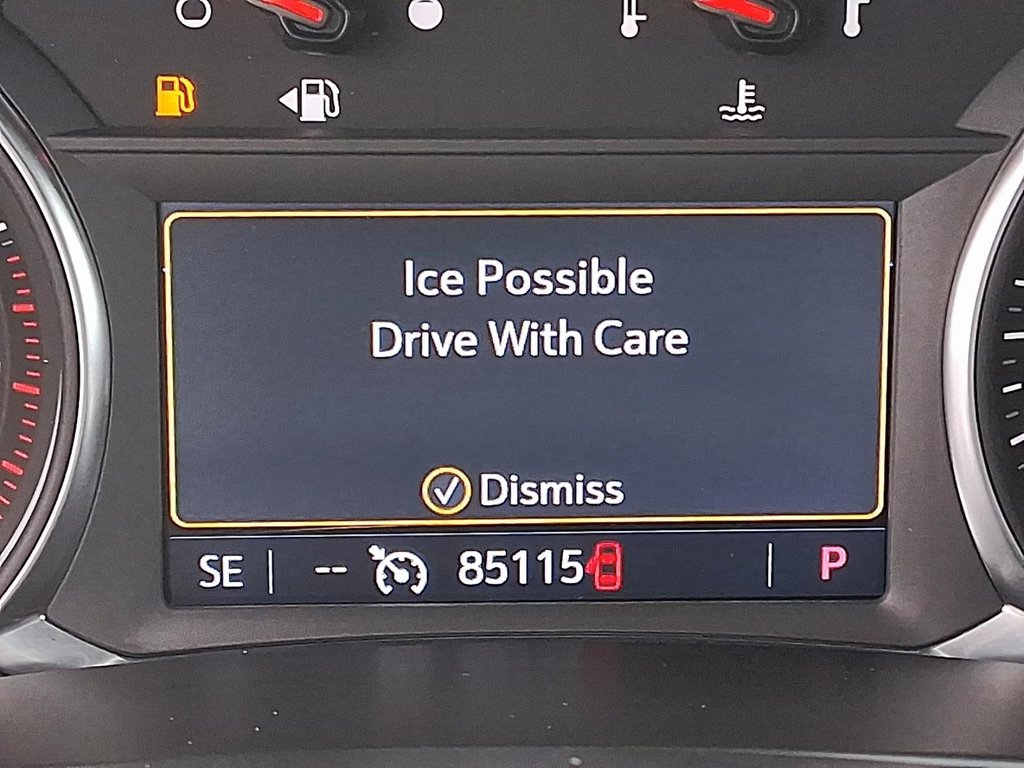 Ice Possible
Drive With Care
Dismiss
SE -- 85115 P